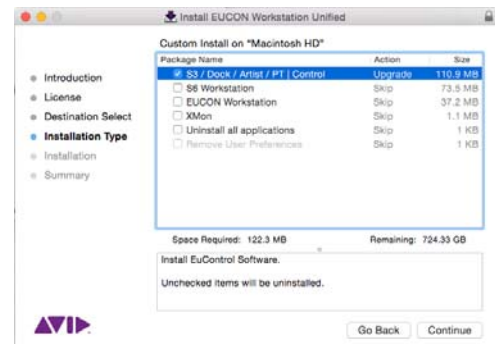 Install EUCON Workstation Unified
Custom Install on "Macintosh HD"
Package Name Action Size
S3 / Dock / Artist / PT | Control Upgrade 110.9 MB
S6 Workstation Skip 73.5 MB
EUCON Workstation Skip 37.2 MB
XMon Skip 1.1 MB
Uninstall all applications Skip 1 KB
Remove User Preferences Skip 1 KB
Introduction
License
Destination Select
Installation Type
Installation
Summary
Space Required: 122.3 MB Remaining: 724.33 GB
Install EuControl Software.
Unchecked items will be uninstalled.
AVID
Go Back Continue